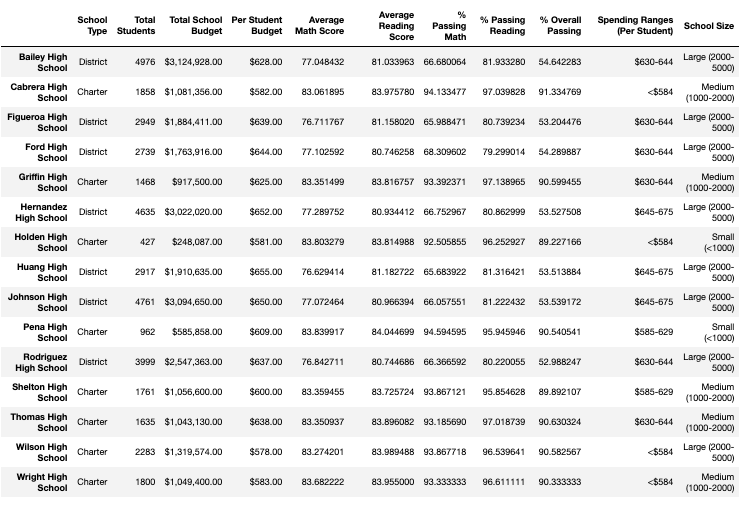 School Type Total Students Total School Budget Per Student Budget Average Math Score Average Reading Score % Passing Math % Passing Reading % Overall Passing Spending Ranges (Per Student) School Size
Bailey High School District 4976 $3,124,928.00 $628.00 77.048432 81.033963 66.680064 81.933280 54.642283 $630-644 Large (2000-5000)
Cabrera High School Charter 1858 $1,081,356.00 $582.00 83.061895 83.975780 94.133477 97.039828 91.334769 <$584 Medium (1000-2000)
Figueroa High School District 2949 $1,884,411.00 $639.00 76.711767 81.158020 65.988471 80.739234 53.204476 $630-644 Large (2000-5000)
Ford High School District 2739 $1,763,916.00 $644.00 77.102592 80.746258 68.309602 79.299014 54.289887 $630-644 Large (2000-5000)
Griffin High School Charter 1468 $917,500.00 $625.00 83.351499 83.816757 93.392371 97.138965 90.599455 $630-644 Medium (1000-2000)
Hernandez High School District 4635 $3,022,020.00 $652.00 77.289752 80.934412 66.752967 80.862999 53.527508 $645-675 Large (2000-5000)
Holden High School Charter 427 $248,087.00 $581.00 83.803279 83.814988 92.505855 96.252927 89.227166 <$584 Small (<1000)
Huang High School District 2917 $1,910,635.00 $655.00 76.629414 81.182722 65.683922 81.316421 53.513884 $645-675 Large (2000-5000)
Johnson High School District 4761 $3,094,650.00 $650.00 77.072464 80.966394 66.057551 81.222432 53.539172 $645-675 Large (2000-5000)
Pena High School Charter 962 $585,858.00 $609.00 83.839917 84.044699 94.594595 95.945946 90.540541 $585-629 Small (<1000)
Rodriguez High School District 3999 $2,547,363.00 $637.00 76.842711 80.744686 66.366592 80.220055 52.988247 $630-644 Large (2000-5000)
Shelton High School Charter 1761 $1,056,600.00 $600.00 83.359455 83.725724 93.867121 95.854628 89.892107 $585-629 Medium (1000-2000)
Thomas High School Charter 1635 $1,043,130.00 $638.00 83.350937 83.896082 93.185690 97.018739 90.630324 $630-644 Medium (1000-2000)
Wilson High School Charter 2283 $1,319,574.00 $578.00 83.274201 83.989488 93.867718 96.539641 90.582567 <$584 Large (2000-5000)
Wright High School Charter 1800 $1,049,400.00 $583.00 83.682222 83.955000 93.333333 96.611111 90.333333 <$584 Medium (1000-2000)